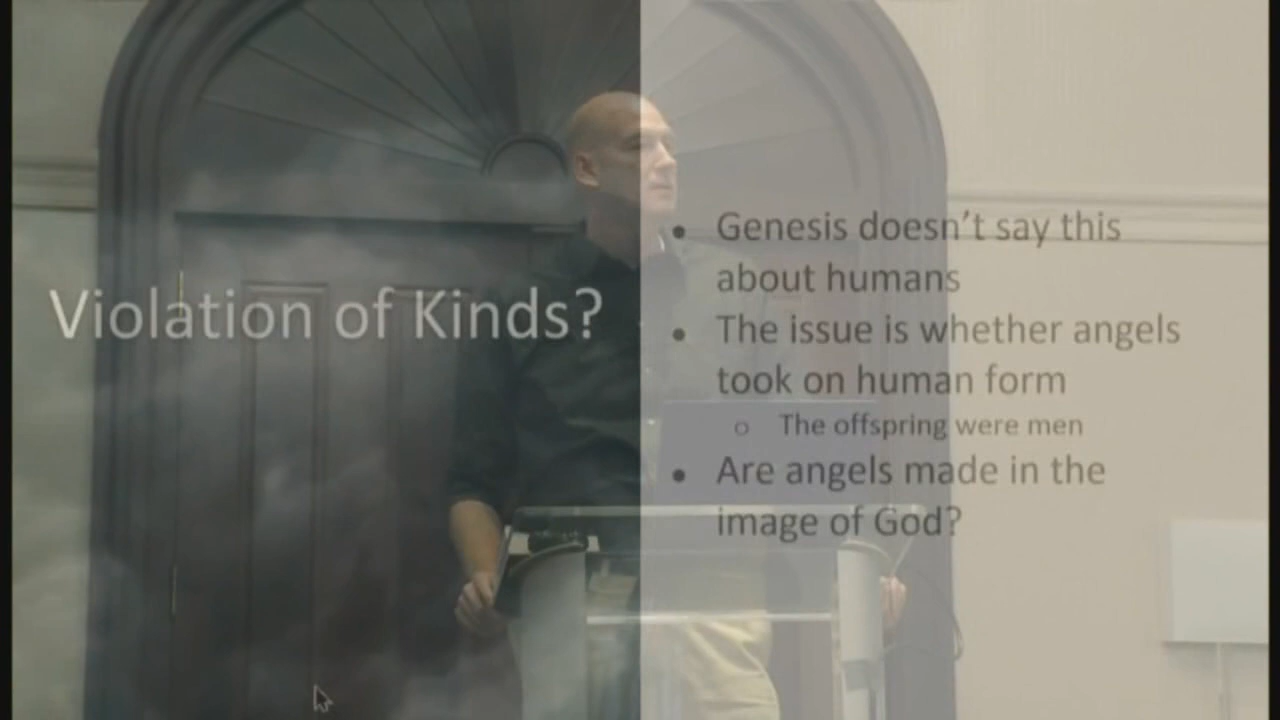 Violation of Kinds?
• Genesis doesn't say this
about humans
• The issue is whether angels
took on human form
o The offspring were men
• Are angels made in the
image of God?